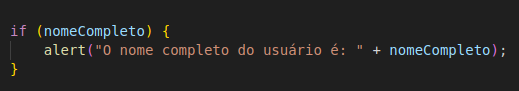 if (nomeCompleto) {
    alert("O nome completo do usuário é: " + nomeCompleto);
}